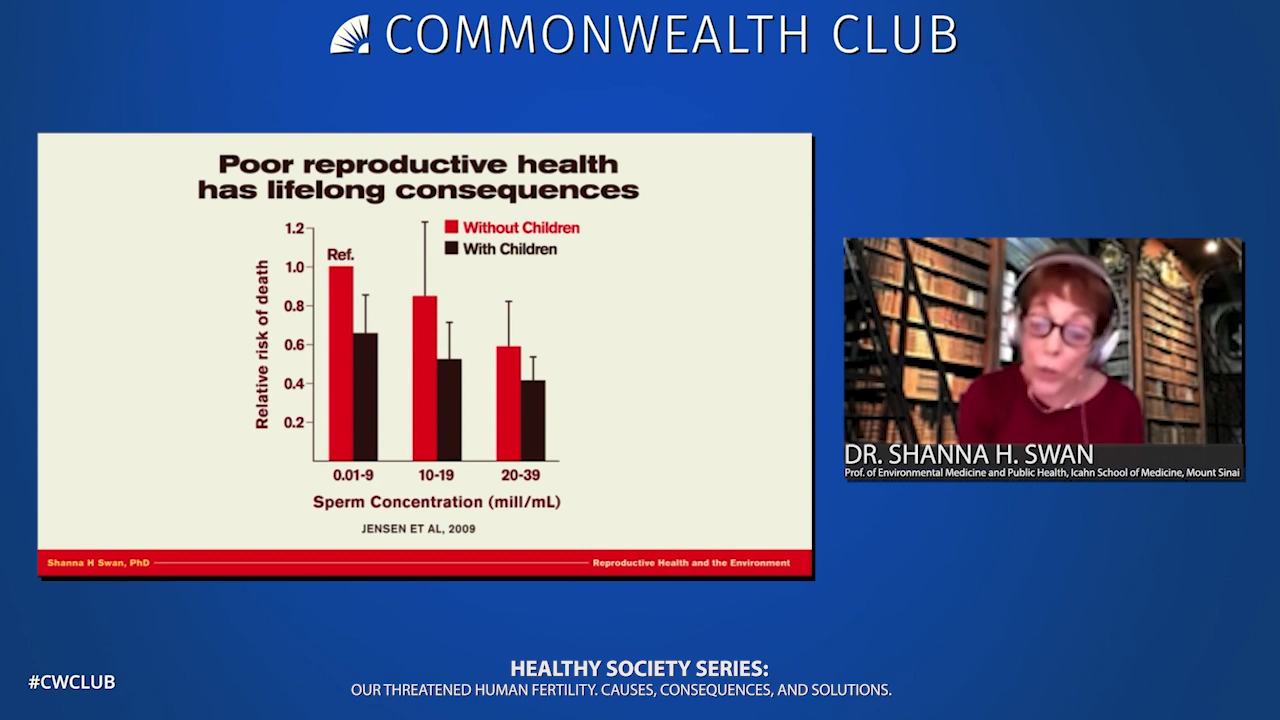 COMMONWEALTH CLUB
Poor reproductive health
has lifelong consequences
1.2
1.0
0.8
0.6
0.4
0.2
Relative risk of death
Ref.
Without Children
With Children
0.01-9
10-19
20-39
Sperm Concentration (mill/mL)
JENSEN ET AL, 2009
Shanna H Swan, PhD
Reproductive Health and the Environment
DR. SHANNA H. SWAN
Prof. of Environmental Medicine and Public Health, Icahn School of Medicine, Mount Sinai
#CWCLUB
HEALTHY SOCIETY SERIES:
OUR THREATENED HUMAN FERTILITY. CAUSES, CONSEQUENCES, AND SOLUTIONS.